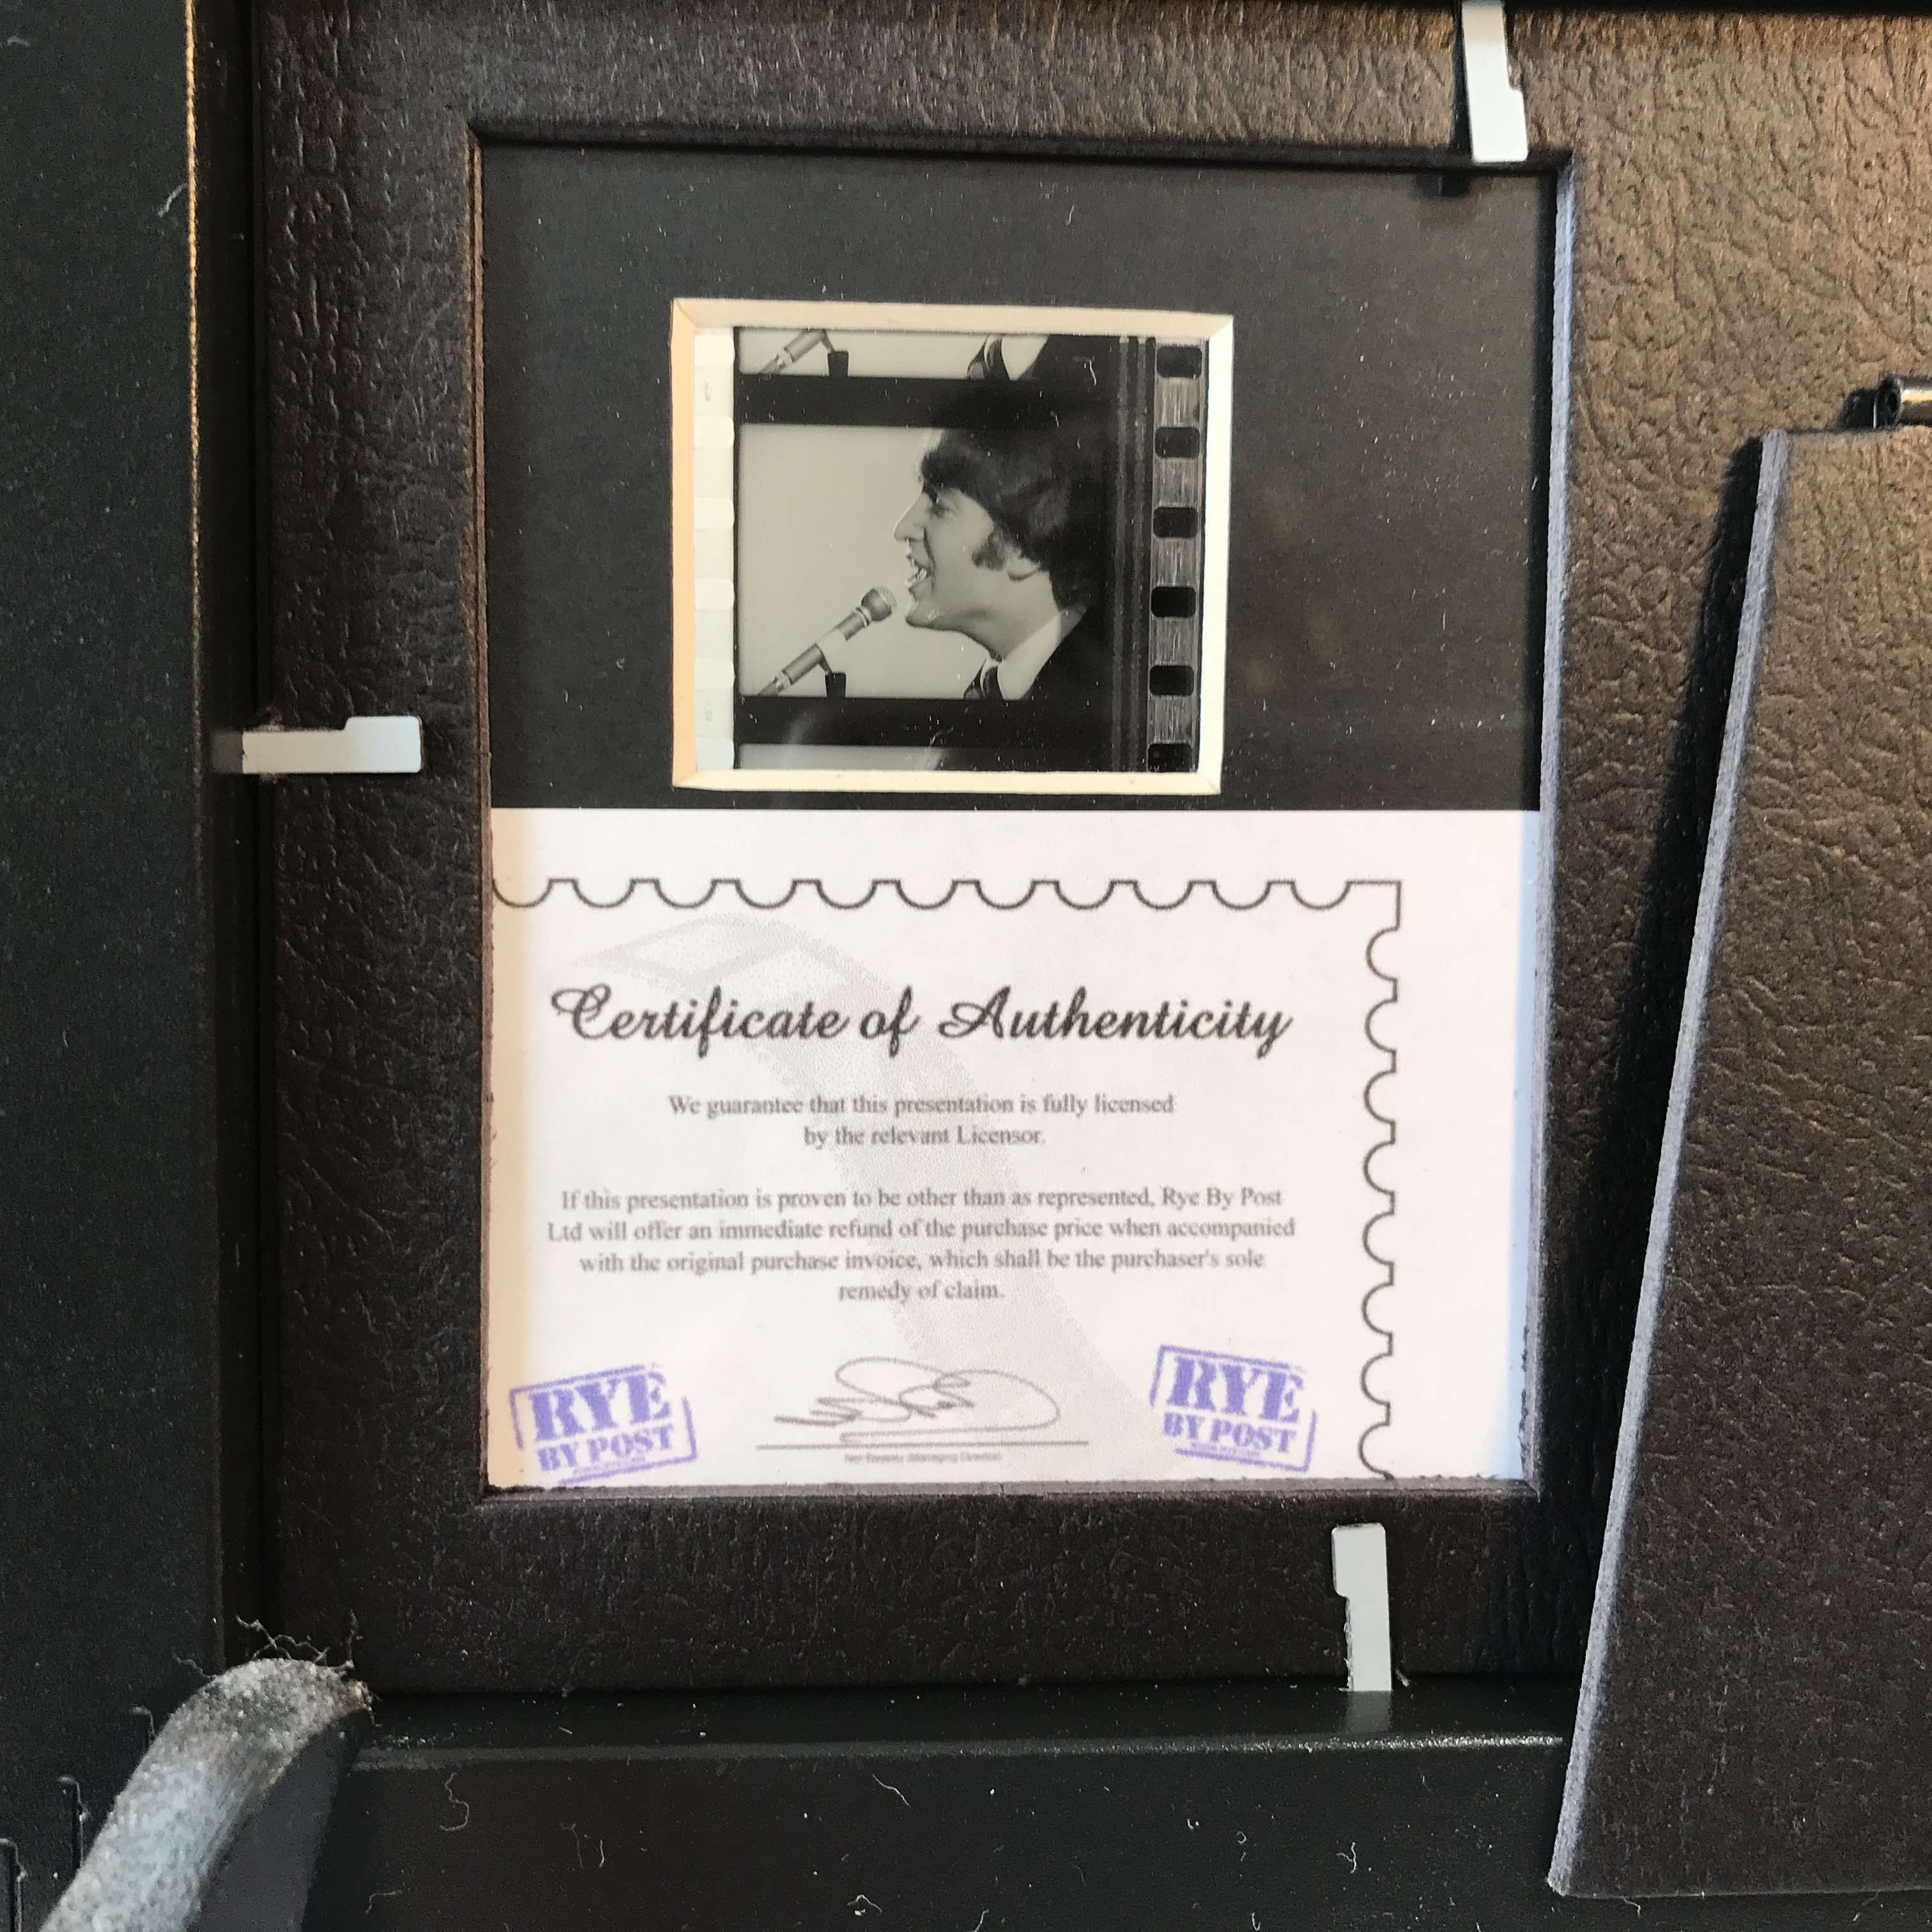 Certificate of Authenticity
We guarantee that this presentation is fully licensed
by the relevant Licensor.
If this presentation is proven to be other than as represented, Rye By Post
Ltd will offer an immediate refund of the purchase price when accompanied
with the original purchase invoice, which shall be the purchaser's sole
remedy of claim.
RYE
BY POST
RYE
BY POST
(Managing Director)